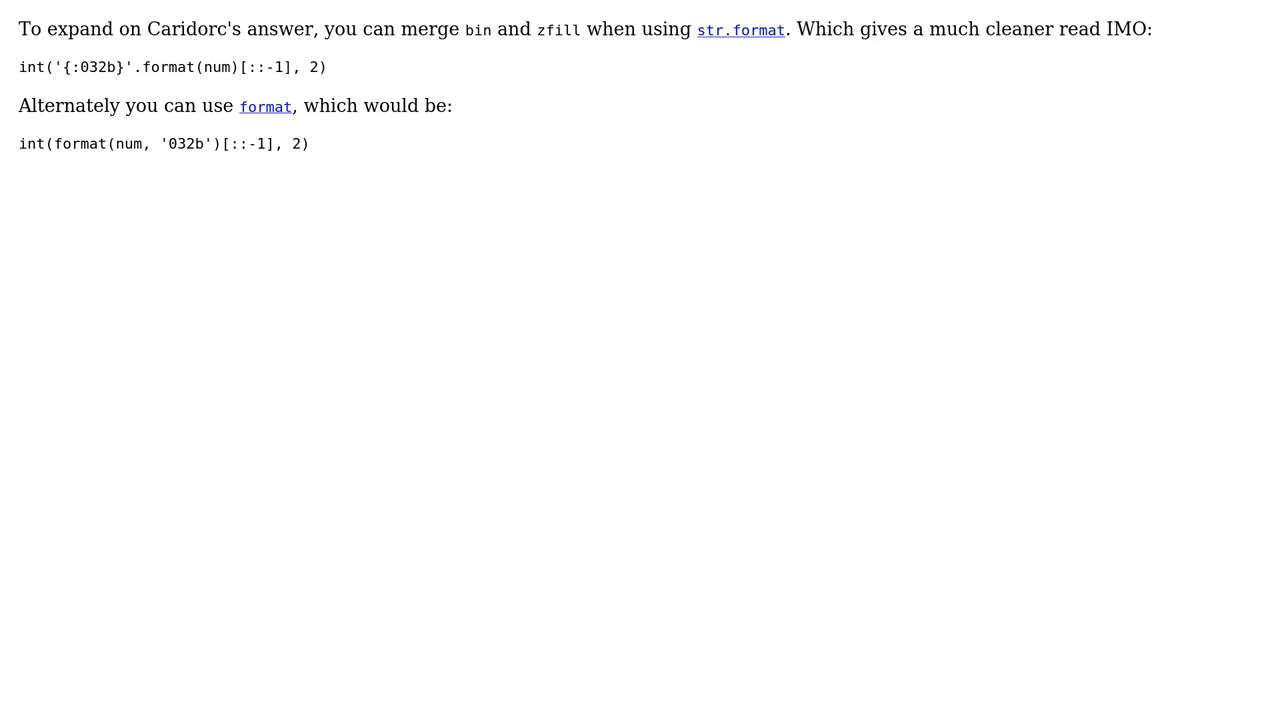 To expand on Caridorc's answer, you can merge bin and zfill when using str.format. Which gives a much cleaner read IMO:
int('{:032b}'.format(num)[::-1], 2)
Alternately you can use format, which would be:
int(format(num, '032b')[::-1], 2)